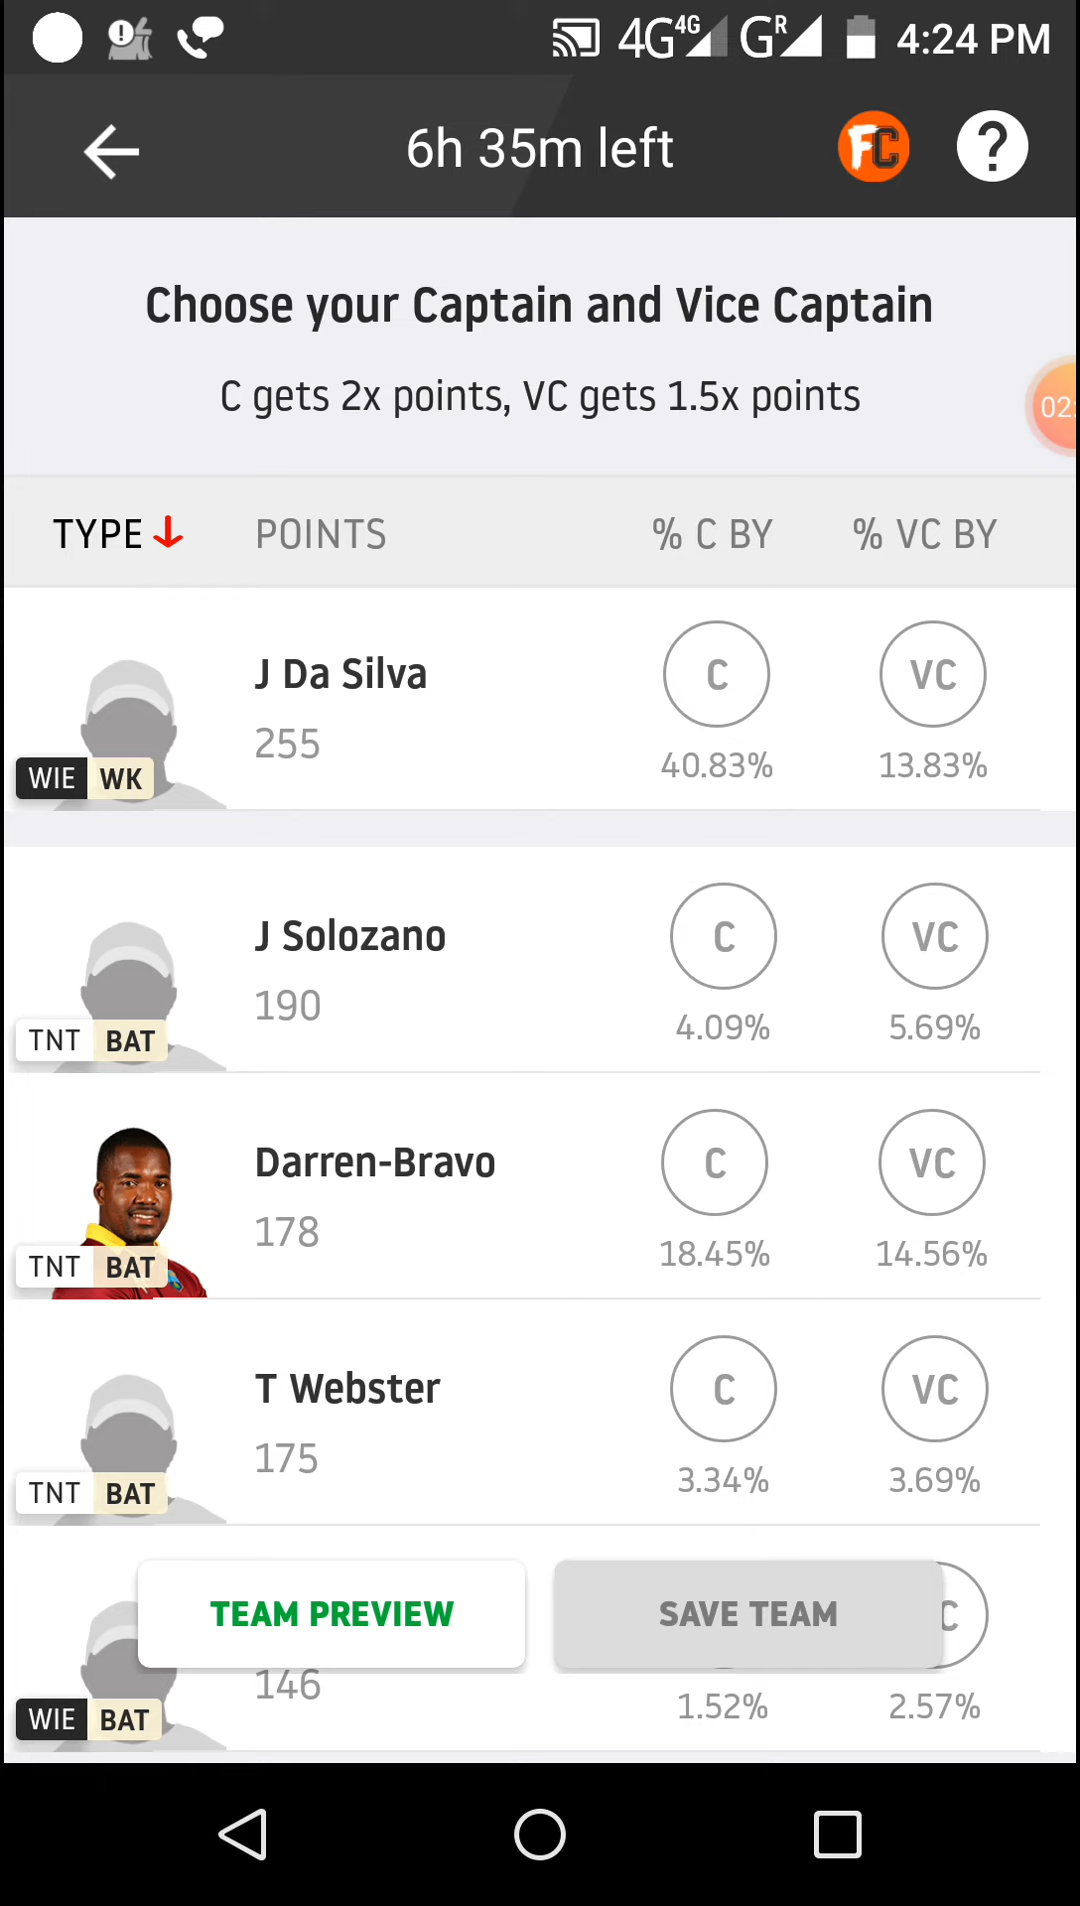 4G 4G G R 4:24 PM
6h 35m left
FC ?
Choose your Captain and Vice Captain
C gets 2x points, VC gets 1.5x points
02:
TYPE POINTS % C BY % VC BY
J Da Silva C VC
255 40.83% 13.83%
WIE WK
J Solozano C VC
190 4.09% 5.69%
TNT BAT
Darren-Bravo C VC
178 18.45% 14.56%
TNT BAT
T Webster C VC
175 3.34% 3.69%
TNT BAT
TEAM PREVIEW SAVE TEAM C
146 1.52% 2.57%
WIE BAT